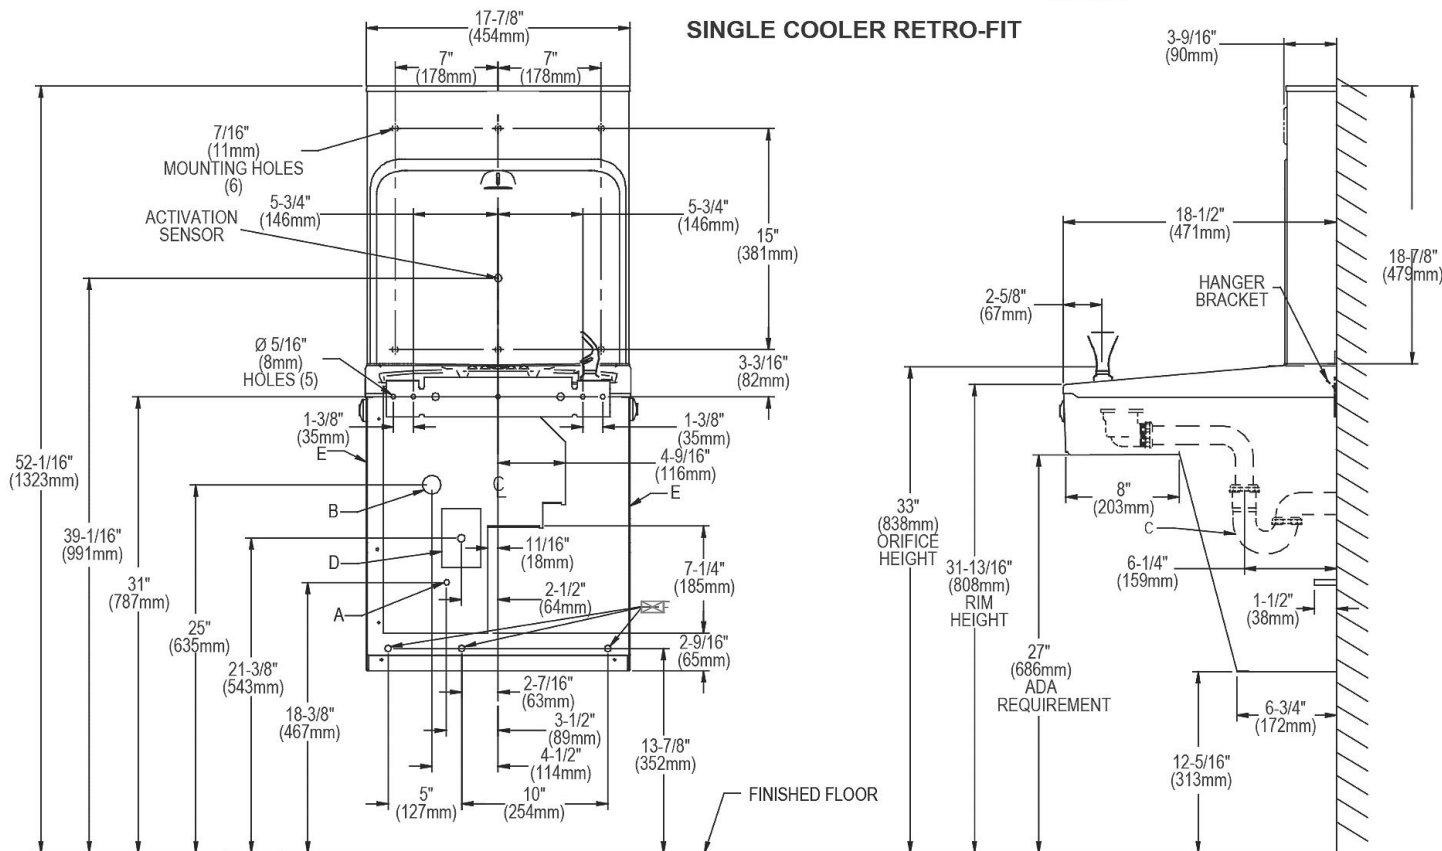 SINGLE COOLER RETRO-FIT
17-7/8"
(454mm)
7"
(178mm)
7"
(178mm)
7/16"
(11mm)
MOUNTING HOLES
(6)
5-3/4"
(146mm)
ACTIVATION
SENSOR
5-3/4"
(146mm)
15"
(381mm)
Ø 5/16"
(8mm)
HOLES (5)
3-3/16"
(82mm)
1-3/8"
(35mm)
E
1-3/8"
(35mm)
4-9/16"
(116mm)
E
52-1/16"
(1323mm)
39-1/16"
(991mm)
31"
(787mm)
25"
(635mm)
21-3/8"
(543mm)
18-3/8"
(467mm)
B
CL
D
A
11/16"
(18mm)
2-1/2"
(64mm)
7-1/4"
(185mm)
2-9/16"
(65mm)
2-7/16"
(63mm)
3-1/2"
(89mm)
4-1/2"
(114mm)
5"
(127mm)
10"
(254mm)
13-7/8"
(352mm)
FINISHED FLOOR
3-9/16"
(90mm)
18-1/2"
(471mm)
18-7/8"
(479mm)
HANGER
BRACKET
2-5/8"
(67mm)
33"
(838mm)
ORIFICE
HEIGHT
31-13/16"
(808mm)
RIM
HEIGHT
8"
(203mm)
C
6-1/4"
(159mm)
1-1/2"
(38mm)
27"
(686mm)
ADA
REQUIREMENT
6-3/4"
(172mm)
12-5/16"
(313mm)